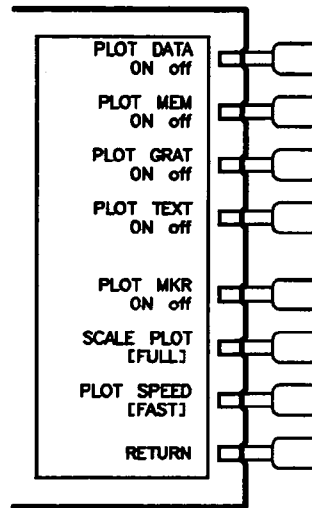 PLOT DATA
ON off
PLOT MEM
ON off
PLOT GRAT
ON off
PLOT TEXT
ON off
PLOT MKR
ON off
SCALE PLOT
[FULL]
PLOT SPEED
[FAST]
RETURN